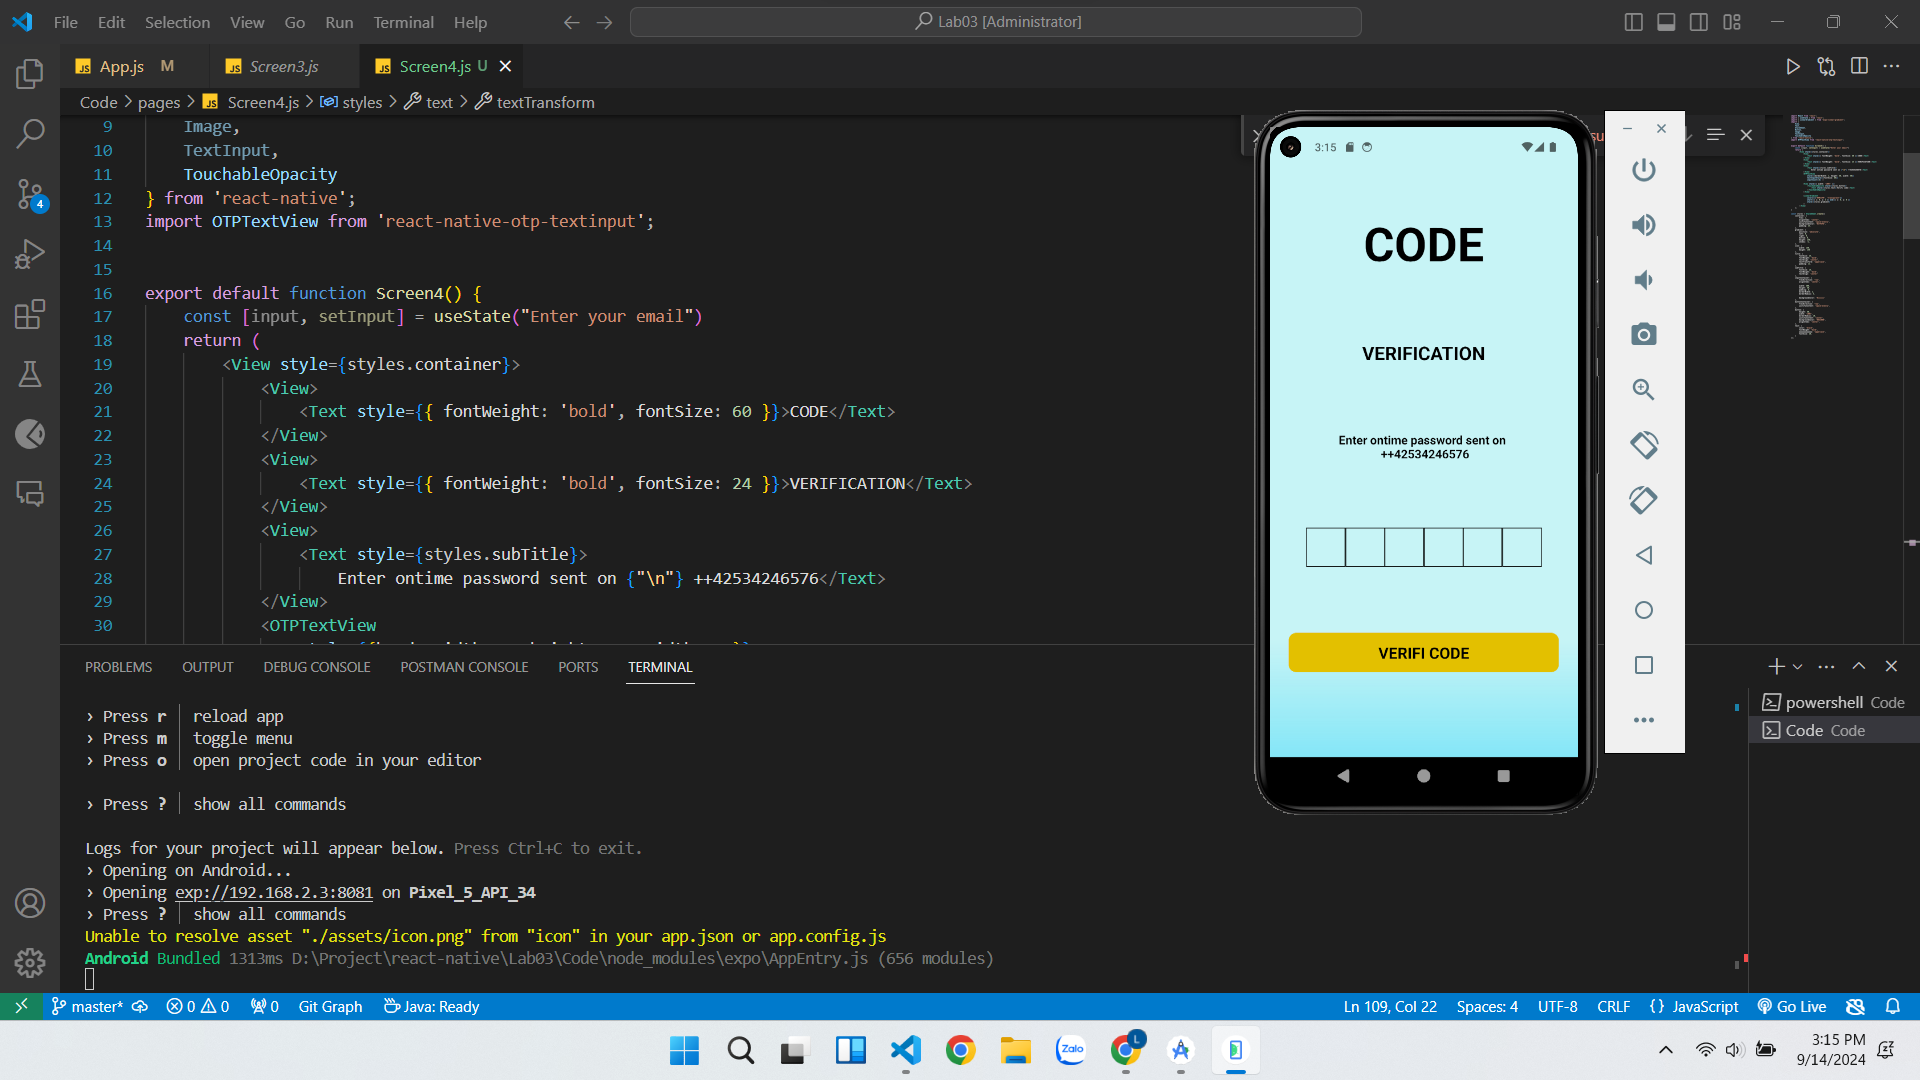 File Edit Selection View Go Run Terminal Help
Lab03 [Administrator]
App.js M
Screen3.js
Screen4.js U
Code > pages > Screen4.js > styles > text > textTransform
9 Image,
10 TextInput,
11 TouchableOpacity
12 } from 'react-native';
13 import OTPTextView from 'react-native-otp-textinput';
14
15
16 export default function Screen4() {
17 const [input, setInput] = useState("Enter your email")
18 return (
19 <View style={styles.container}>
20 <View>
21 <Text style={{ fontWeight: 'bold', fontSize: 60 }}>CODE</Text>
22 </View>
23 <View>
24 <Text style={{ fontWeight: 'bold', fontSize: 24 }}>VERIFICATION</Text>
25 </View>
26 <View>
27 <Text style={styles.subTitle}>
28 Enter ontime password sent on {"\n"} ++42534246576</Text>
29 </View>
30 <OTPTextView
3:15
CODE
VERIFICATION
Enter ontime password sent on
++42534246576
VERIFI CODE
su
PROBLEMS OUTPUT DEBUG CONSOLE POSTMAN CONSOLE PORTS TERMINAL
› Press r │ reload app
› Press m │ toggle menu
› Press o │ open project code in your editor
› Press ? │ show all commands
Logs for your project will appear below. Press Ctrl+C to exit.
› Opening on Android...
› Opening exp://192.168.2.3:8081 on Pixel_5_API_34
› Press ? │ show all commands
Unable to resolve asset "./assets/icon.png" from "icon" in your app.json or app.config.js
Android Bundled 1313ms D:\Project\react-native\Lab03\Code\node_modules\expo\AppEntry.js (656 modules)
powershell Code
Code Code
4
master* 0 0 0 Git Graph Java: Ready
Ln 109, Col 22 Spaces: 4 UTF-8 CRLF {} JavaScript Go Live
Zalo
L
3:15 PM
9/14/2024